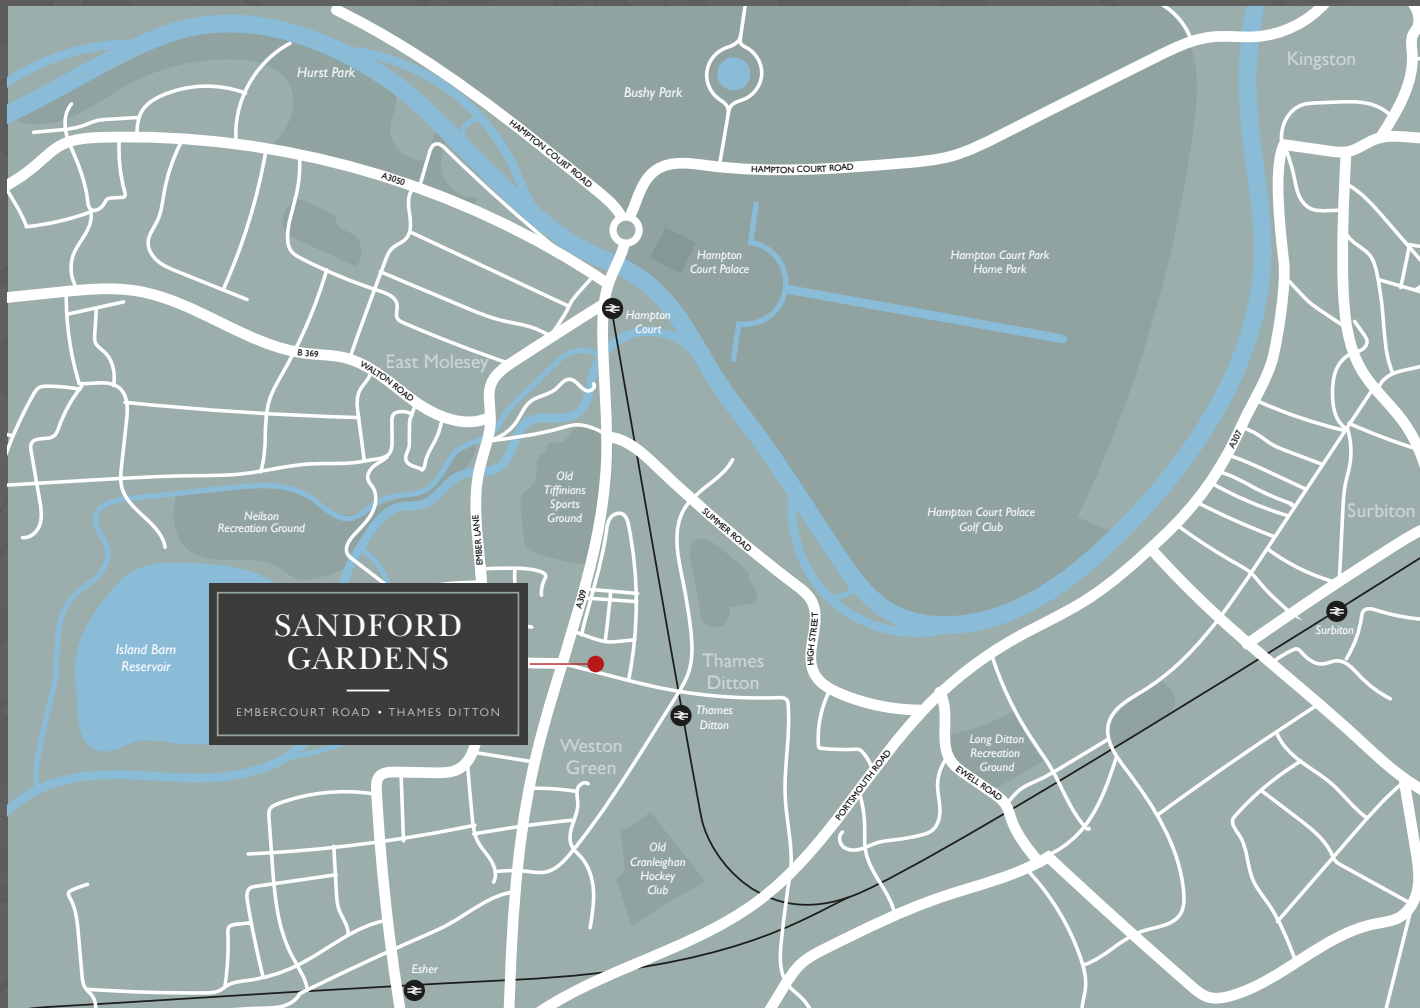 Kingston
Hurst Park
Bushy Park
HAMPTON COURT ROAD
HAMPTON COURT ROAD
A3050
Hampton
Court Palace
Hampton Court Park
Home Park
Hampton
Court
B 369
East Molesey
WALTON ROAD
A307
Old
Tiffinians
Sports
Ground
Neilson
Recreation Ground
EMBER LANE
SUMMER ROAD
Hampton Court Palace
Golf Club
Surbiton
A309
HIGH STREET
Surbiton
SANDFORD
GARDENS
EMBERCOURT ROAD • THAMES DITTON
Island Barn
Reservoir
Thames
Ditton
Thames
Ditton
Weston
Green
Long Ditton
Recreation
Ground
EWELL ROAD
PORTSMOUTH ROAD
Old
Cranleighan
Hockey
Club
Esher